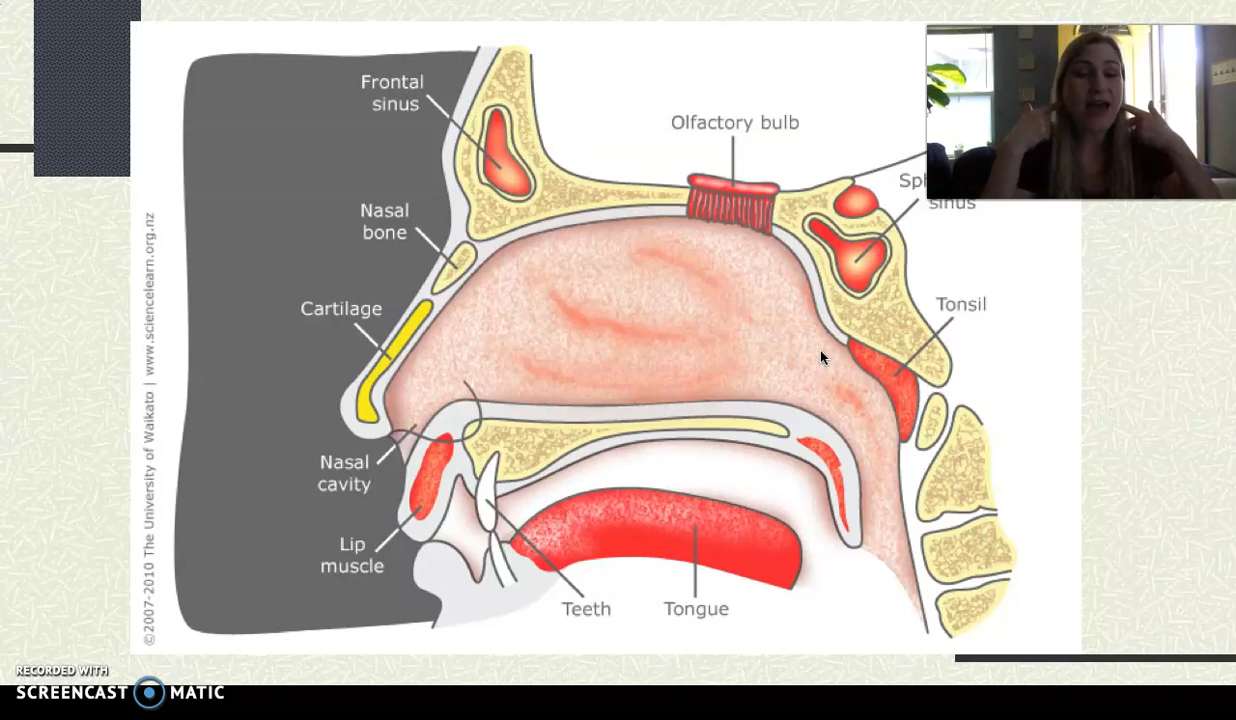 Frontal
sinus
Olfactory bulb
Nasal
bone
sinus
Cartilage
Tonsil
Nasal
cavity
Lip
muscle
Teeth
Tongue
©2007-2010 The University of Waikato | www.sciencelearn.org.nz
RECORDED WITH
SCREENCAST MATIC